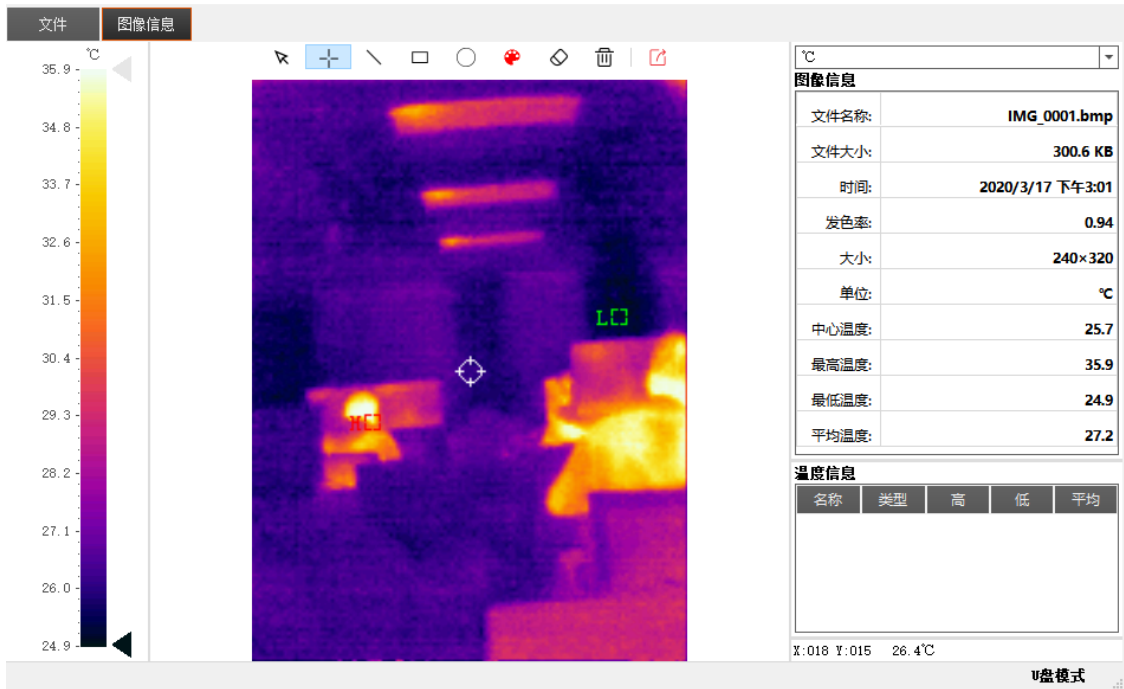 文件 图像信息
℃
35.9
34.8
33.7
32.6
31.5
30.4
29.3
28.2
27.1
26.0
24.9
L
H
℃
图像信息
文件名称: IMG_0001.bmp
文件大小: 300.6 KB
时间: 2020/3/17 下午3:01
发色率: 0.94
大小: 240×320
单位: ℃
中心温度: 25.7
最高温度: 35.9
最低温度: 24.9
平均温度: 27.2
温度信息
名称 类型 高 低 平均
X:018 Y:015 26.4℃
U盘模式